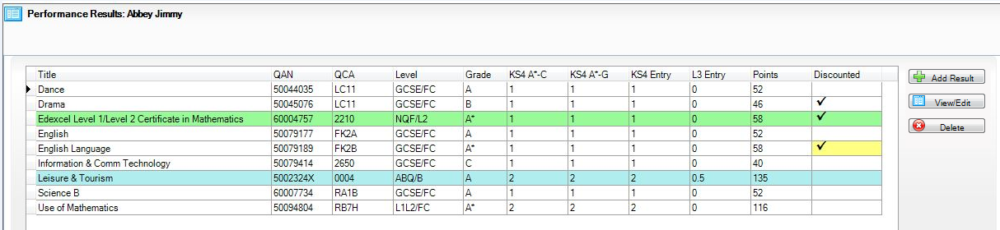 Performance Results: Abbey Jimmy
Title QAN QCA Level Grade KS4 A*-C KS4 A*-G KS4 Entry L3 Entry Points Discounted
Dance 50044035 LC11 GCSE/FC A 1 1 1 0 52
Drama 50045076 LC11 GCSE/FC B 1 1 1 0 46
Edexcel Level 1/Level 2 Certificate in Mathematics 60004757 2210 NQF/L2 A* 1 1 1 0 58
English 50079177 FK2A GCSE/FC A 1 1 1 0 52
English Language 50079189 FK2B GCSE/FC A* 1 1 1 0 58
Information & Comm Technology 50079414 2650 GCSE/FC C 1 1 1 0 40
Leisure & Tourism 5002324X 0004 ABQ/B A 2 2 2 0.5 135
Science B 60007734 RA1B GCSE/FC A 1 1 1 0 52
Use of Mathematics 50094804 RB7H L1L2/FC A* 2 2 2 0 116
Add Result
View/Edit
Delete